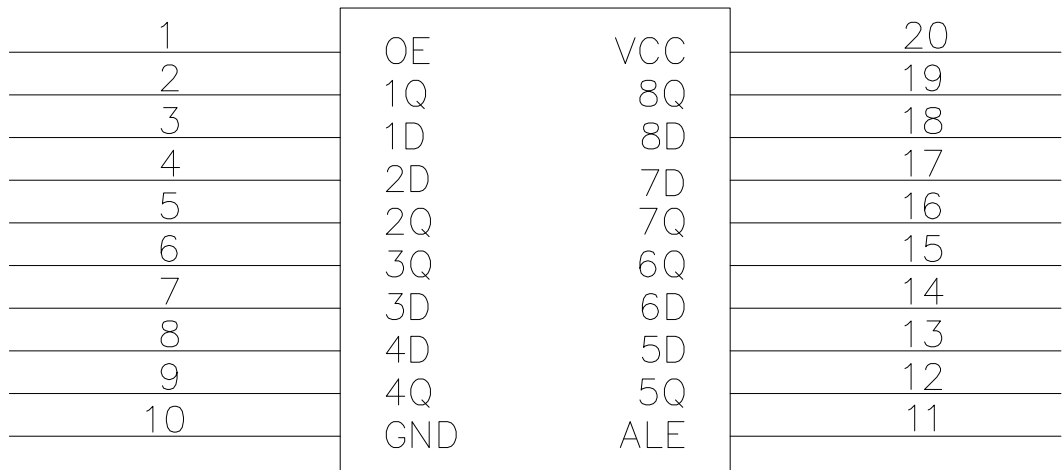 1 OE VCC 20
2 1Q 8Q 19
3 1D 8D 18
4 2D 7D 17
5 2Q 7Q 16
6 3Q 6Q 15
7 3D 6D 14
8 4D 5D 13
9 4Q 5Q 12
10 GND ALE 11